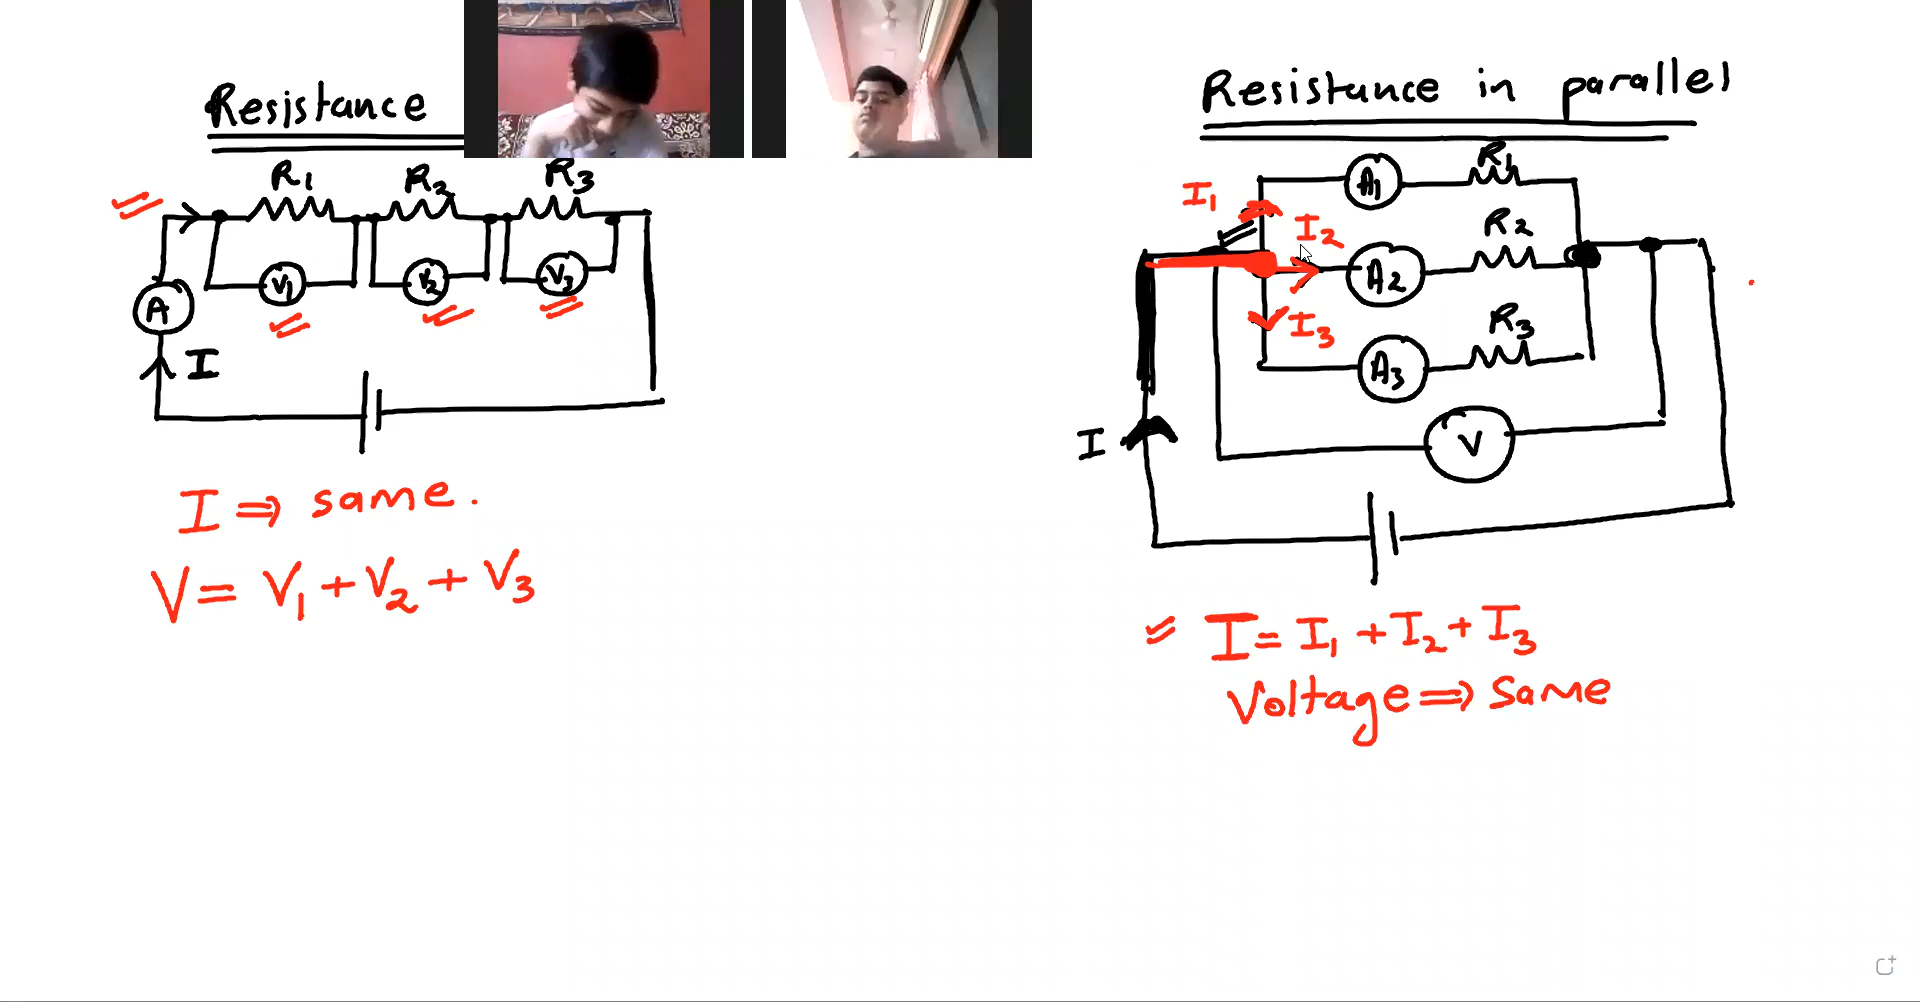 Resistance
R1 R2 R3
V1 V2 V3
A
I
I ⇒ same.
V = V1 + V2 + V3
Resistance in parallel
I1 A1 R1
I2 A2 R2
I3 A3 R3
I V
I = I1 + I2 + I3
Voltage ⇒ same